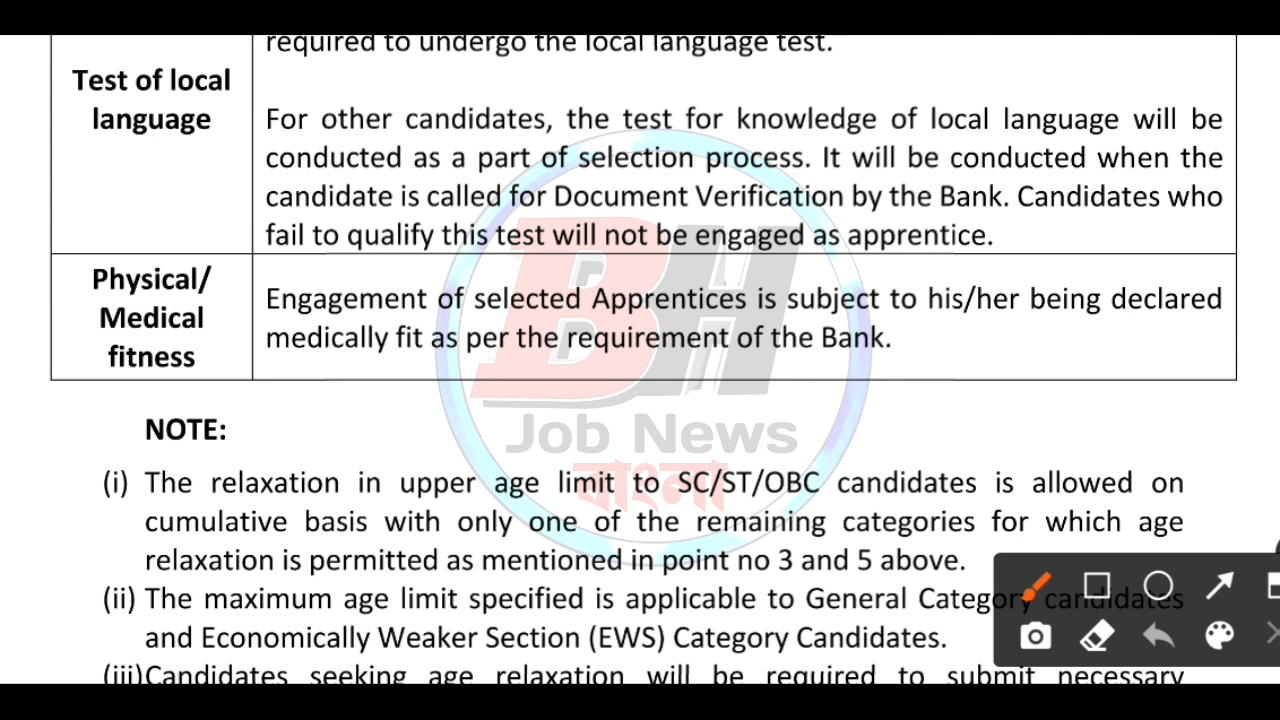 required to undergo the local language test.
Test of local
language
For other candidates, the test for knowledge of local language will be
conducted as a part of selection process. It will be conducted when the
candidate is called for Document Verification by the Bank. Candidates who
fail to qualify this test will not be engaged as apprentice.
Physical/
Medical
fitness
Engagement of selected Apprentices is subject to his/her being declared
medically fit as per the requirement of the Bank.
BH
Job News
বাংলা
NOTE:
(i) The relaxation in upper age limit to SC/ST/OBC candidates is allowed on
cumulative basis with only one of the remaining categories for which age
relaxation is permitted as mentioned in point no 3 and 5 above.
(ii) The maximum age limit specified is applicable to General Category candidates
and Economically Weaker Section (EWS) Category Candidates.
(iii)Candidates seeking age relaxation will be required to submit necessary